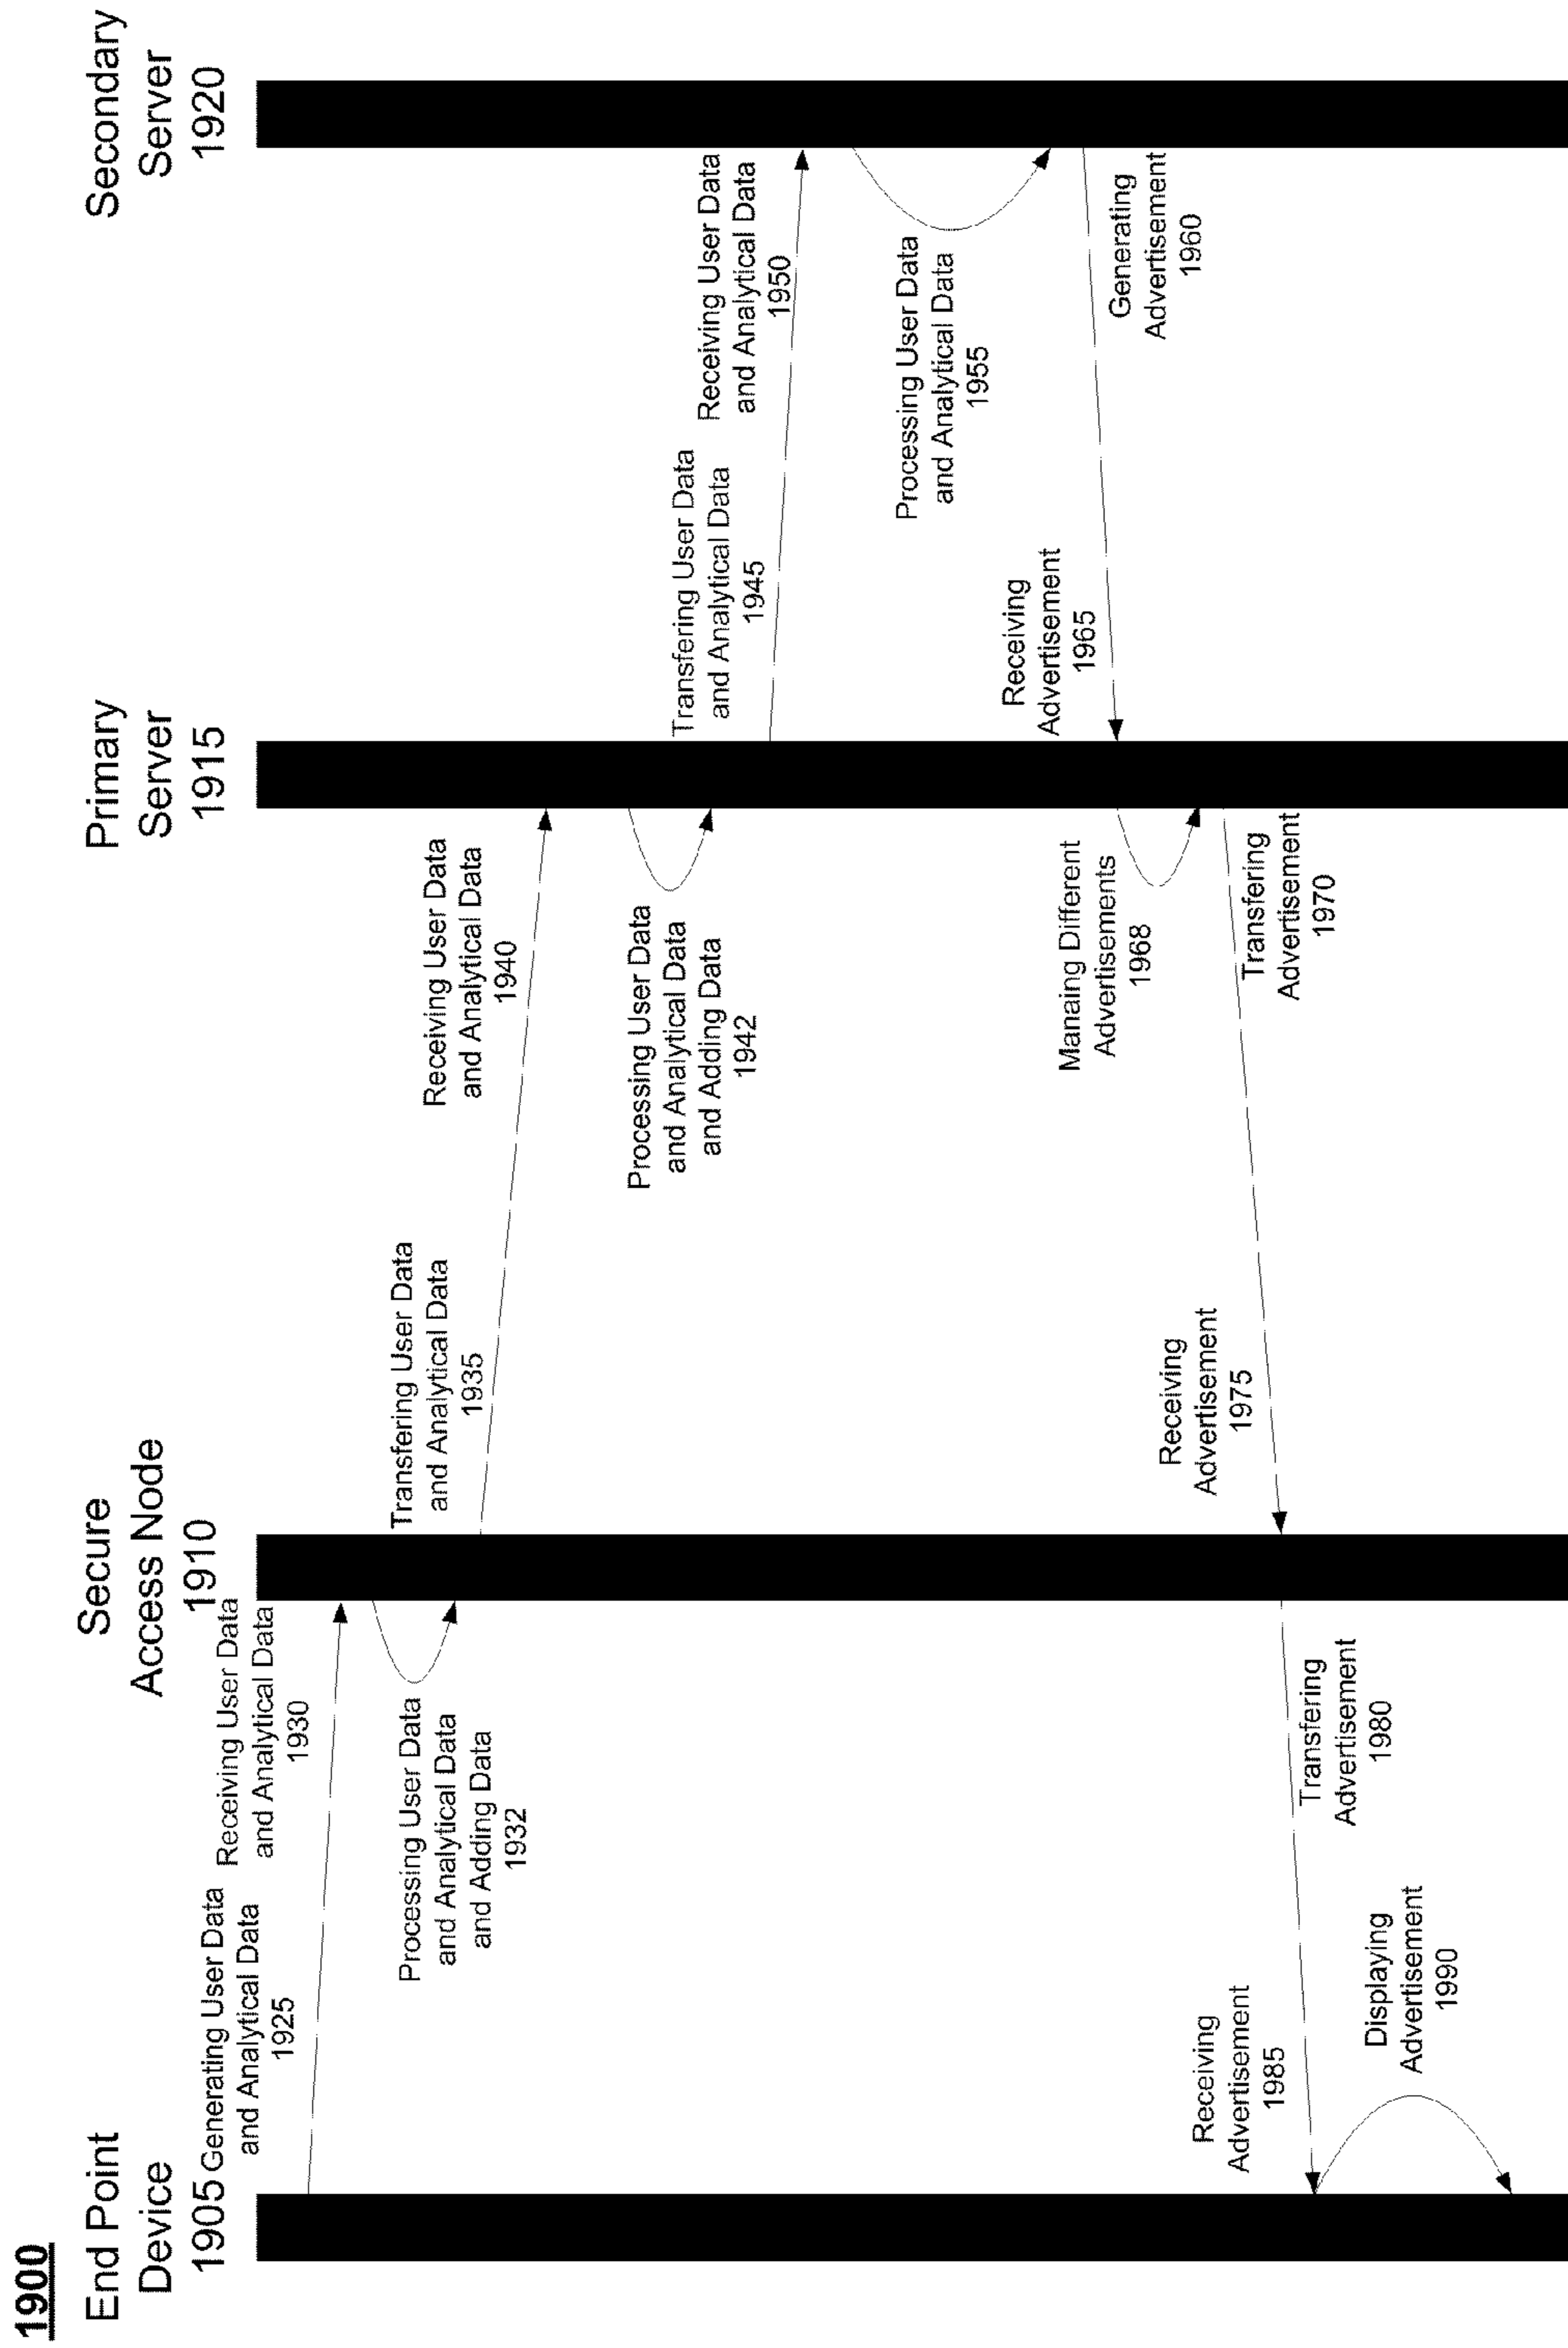 1900
End Point
Device
1905
Secure
Access Node
1910
Primary
Server
1915
Secondary
Server
1920
Generating User Data
and Analytical Data
1925
Receiving User Data
and Analytical Data
1930
Processing User Data
and Analytical Data
and Adding Data
1932
Transfering User Data
and Analytical Data
1935
Receiving User Data
and Analytical Data
1940
Processing User Data
and Analytical Data
and Adding Data
1942
Transfering User Data
and Analytical Data
1945
Receiving User Data
and Analytical Data
1950
Processing User Data
and Analytical Data
1955
Generating
Advertisement
1960
Receiving
Advertisement
1965
Manaing Different
Advertisements
1968
Transfering
Advertisement
1970
Receiving
Advertisement
1975
Transfering
Advertisement
1980
Receiving
Advertisement
1985
Displaying
Advertisement
1990